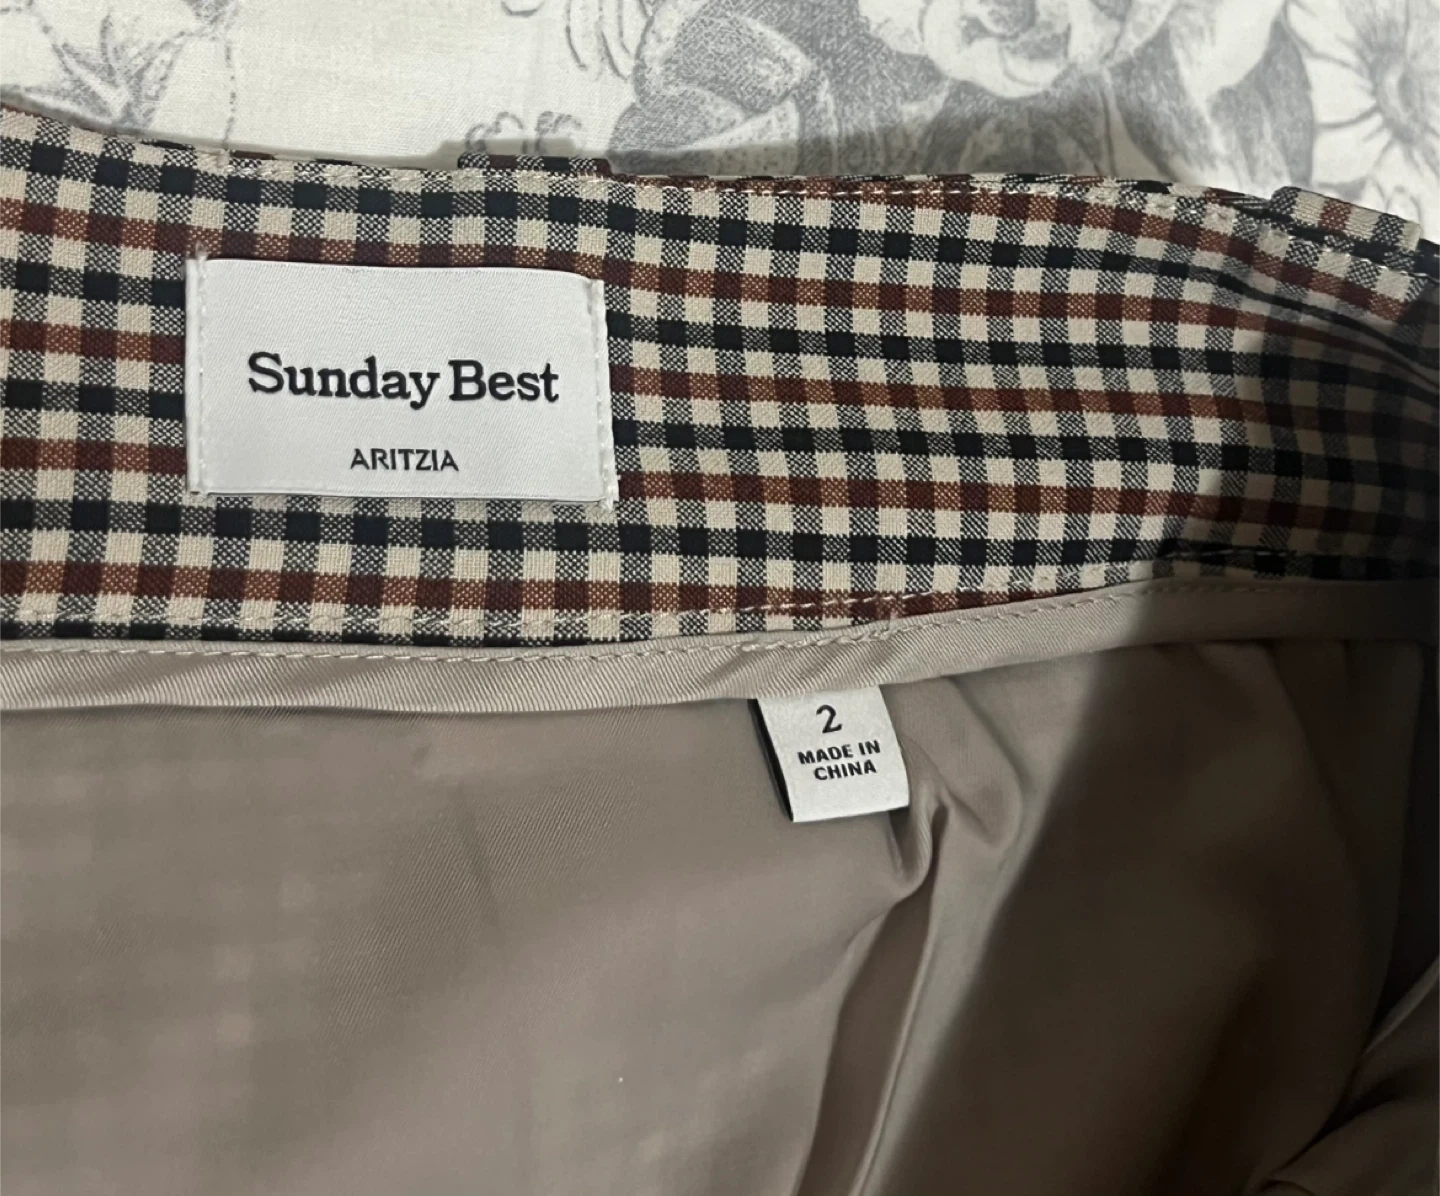 Sunday Best
ARITZIA
2
MADE IN
CHINA